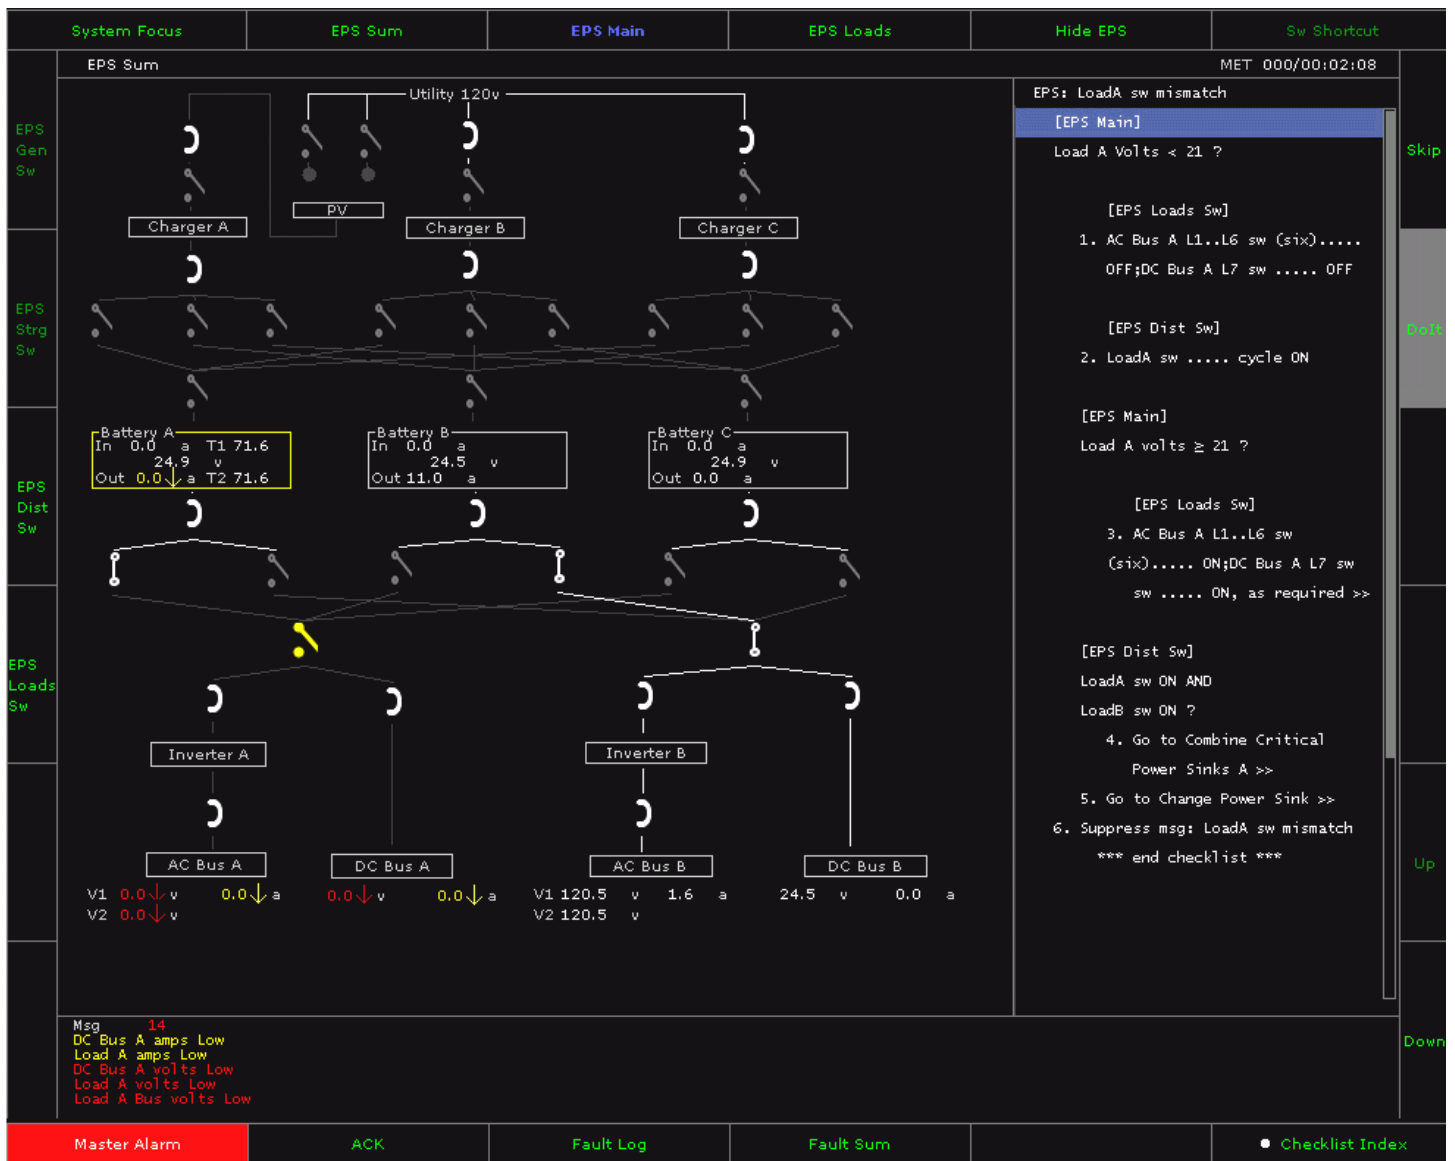 System Focus
EPS Sum
EPS Main
EPS Loads
Hide EPS
Sw Shortcut
EPS Sum
MET 000/00:02:08
EPS
Gen
Sw
EPS
Strg
Sw
EPS
Dist
Sw
EPS
Loads
Sw
Utility 120v
PV
Charger A
Charger B
Charger C
Battery A
In 0.0 a T1 71.6
24.9 v
Out 0.0 a T2 71.6
Battery B
In 0.0 a
24.5 v
Out 11.0 a
Battery C
In 0.0 a
24.9 v
Out 0.0 a
Inverter A
Inverter B
AC Bus A
DC Bus A
AC Bus B
DC Bus B
V1 0.0 v 0.0 a
V2 0.0 v
0.0 v 0.0 a
V1 120.5 v 1.6 a
V2 120.5 v
24.5 v 0.0 a
EPS: LoadA sw mismatch
[EPS Main]
Load A Volts < 21 ?
[EPS Loads Sw]
1. AC Bus A L1..L6 sw (six).....
OFF;DC Bus A L7 sw ..... OFF
[EPS Dist Sw]
2. LoadA sw ..... cycle ON
[EPS Main]
Load A volts ≥ 21 ?
[EPS Loads Sw]
3. AC Bus A L1..L6 sw
(six)..... ON;DC Bus A L7 sw
sw ..... ON, as required >>
[EPS Dist Sw]
LoadA sw ON AND
LoadB sw ON ?
4. Go to Combine Critical
Power Sinks A >>
5. Go to Change Power Sink >>
6. Suppress msg: LoadA sw mismatch
*** end checklist ***
Skip
DoIt
Up
Down
Msg 14
DC Bus A amps Low
Load A amps Low
DC Bus A volts Low
Load A volts Low
Load A Bus volts Low
Master Alarm
ACK
Fault Log
Fault Sum
Checklist Index